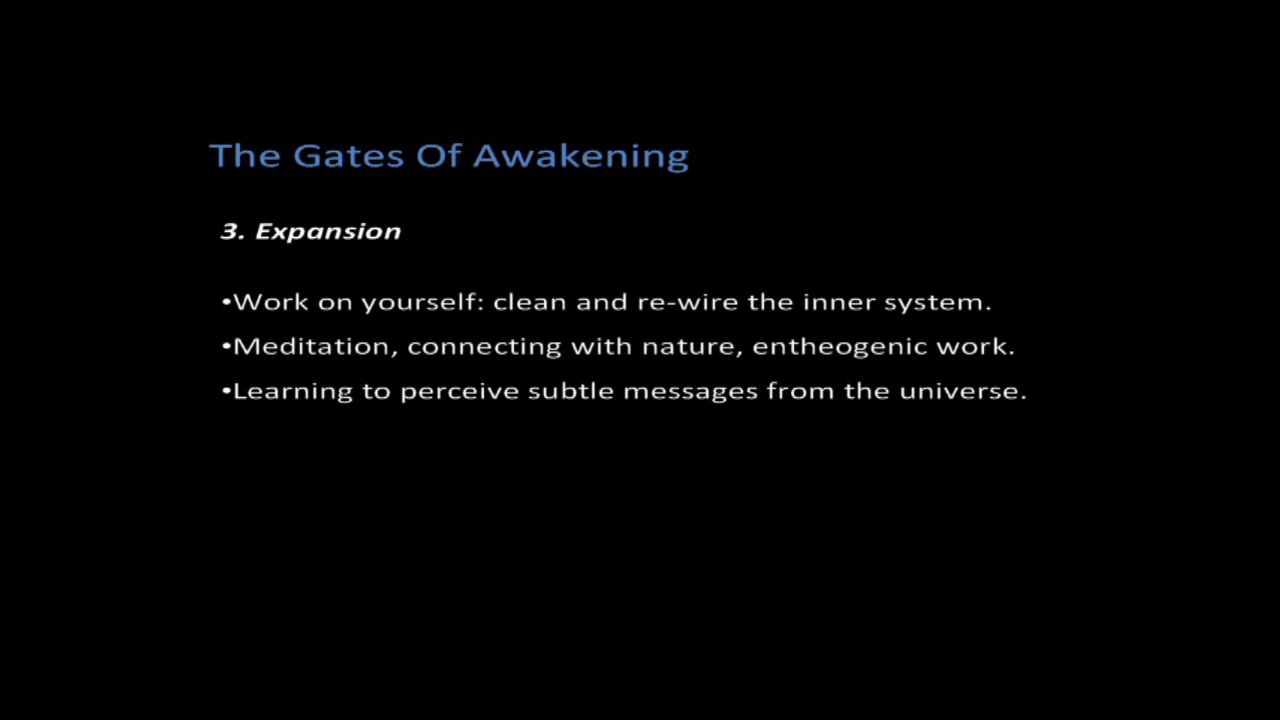 The Gates Of Awakening
3. Expansion
•Work on yourself: clean and re-wire the inner system.
•Meditation, connecting with nature, entheogenic work.
•Learning to perceive subtle messages from the universe.